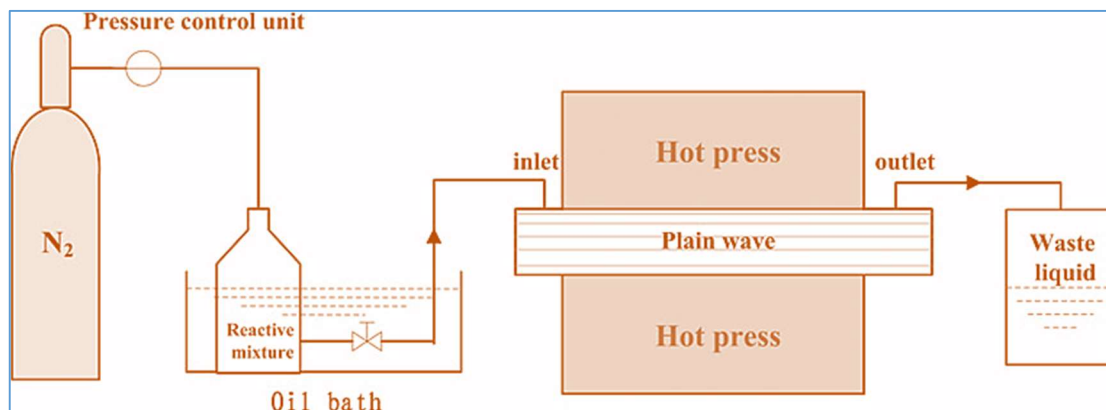 Pressure control unit
N2
Reactive
mixture
Oil bath
inlet
Hot press
outlet
Plain wave
Hot press
Waste
liquid